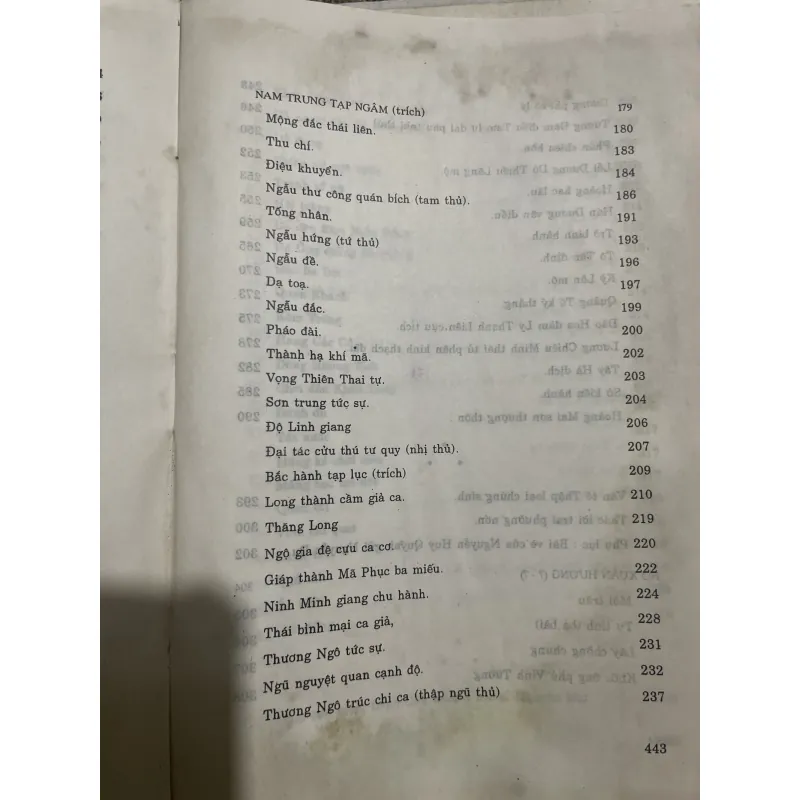 NAM TRUNG TẠP NGÂM (trích) 179
Mộng đắc thái liên. 180
Thu chí. 183
Điệu khuyển. 184
Ngẫu thư công quán bích (tam thủ). 186
Tống nhân. 191
Ngẫu hứng (tứ thủ) 193
Ngẫu đề. 196
Dạ toạ. 197
Ngẫu đắc. 199
Pháo đài. 200
Thành hạ khí mã. 202
Vọng Thiên Thai tự. 203
Sơn trung tức sự. 204
Độ Linh giang 206
Đại tác cửu thú tư quy (nhị thủ). 207
Bắc hành tạp lục (trích) 209
Long thành cầm giả ca. 210
Thăng Long 219
Ngộ gia đệ cựu ca cơ. 220
Giáp thành Mã Phục ba miếu. 222
Ninh Minh giang chu hành. 224
Thái bình mại ca giả, 228
Thương Ngô tức sự. 231
Ngũ nguyệt quan cạnh độ. 232
Thương Ngô trúc chi ca (thập ngũ thủ) 237
443